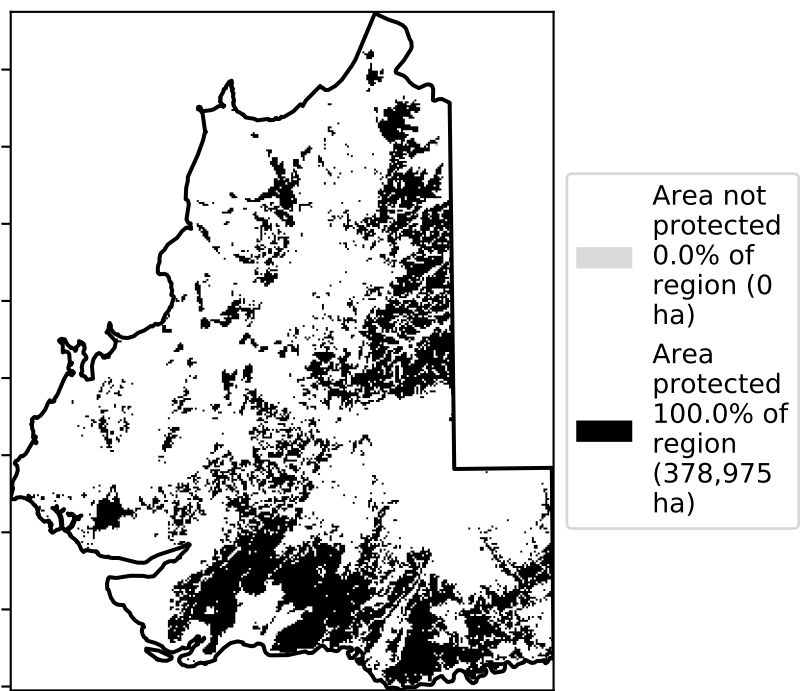 Area not
protected
0.0% of
region (0
ha)
Area
protected
100.0% of
region
(378,975
ha)